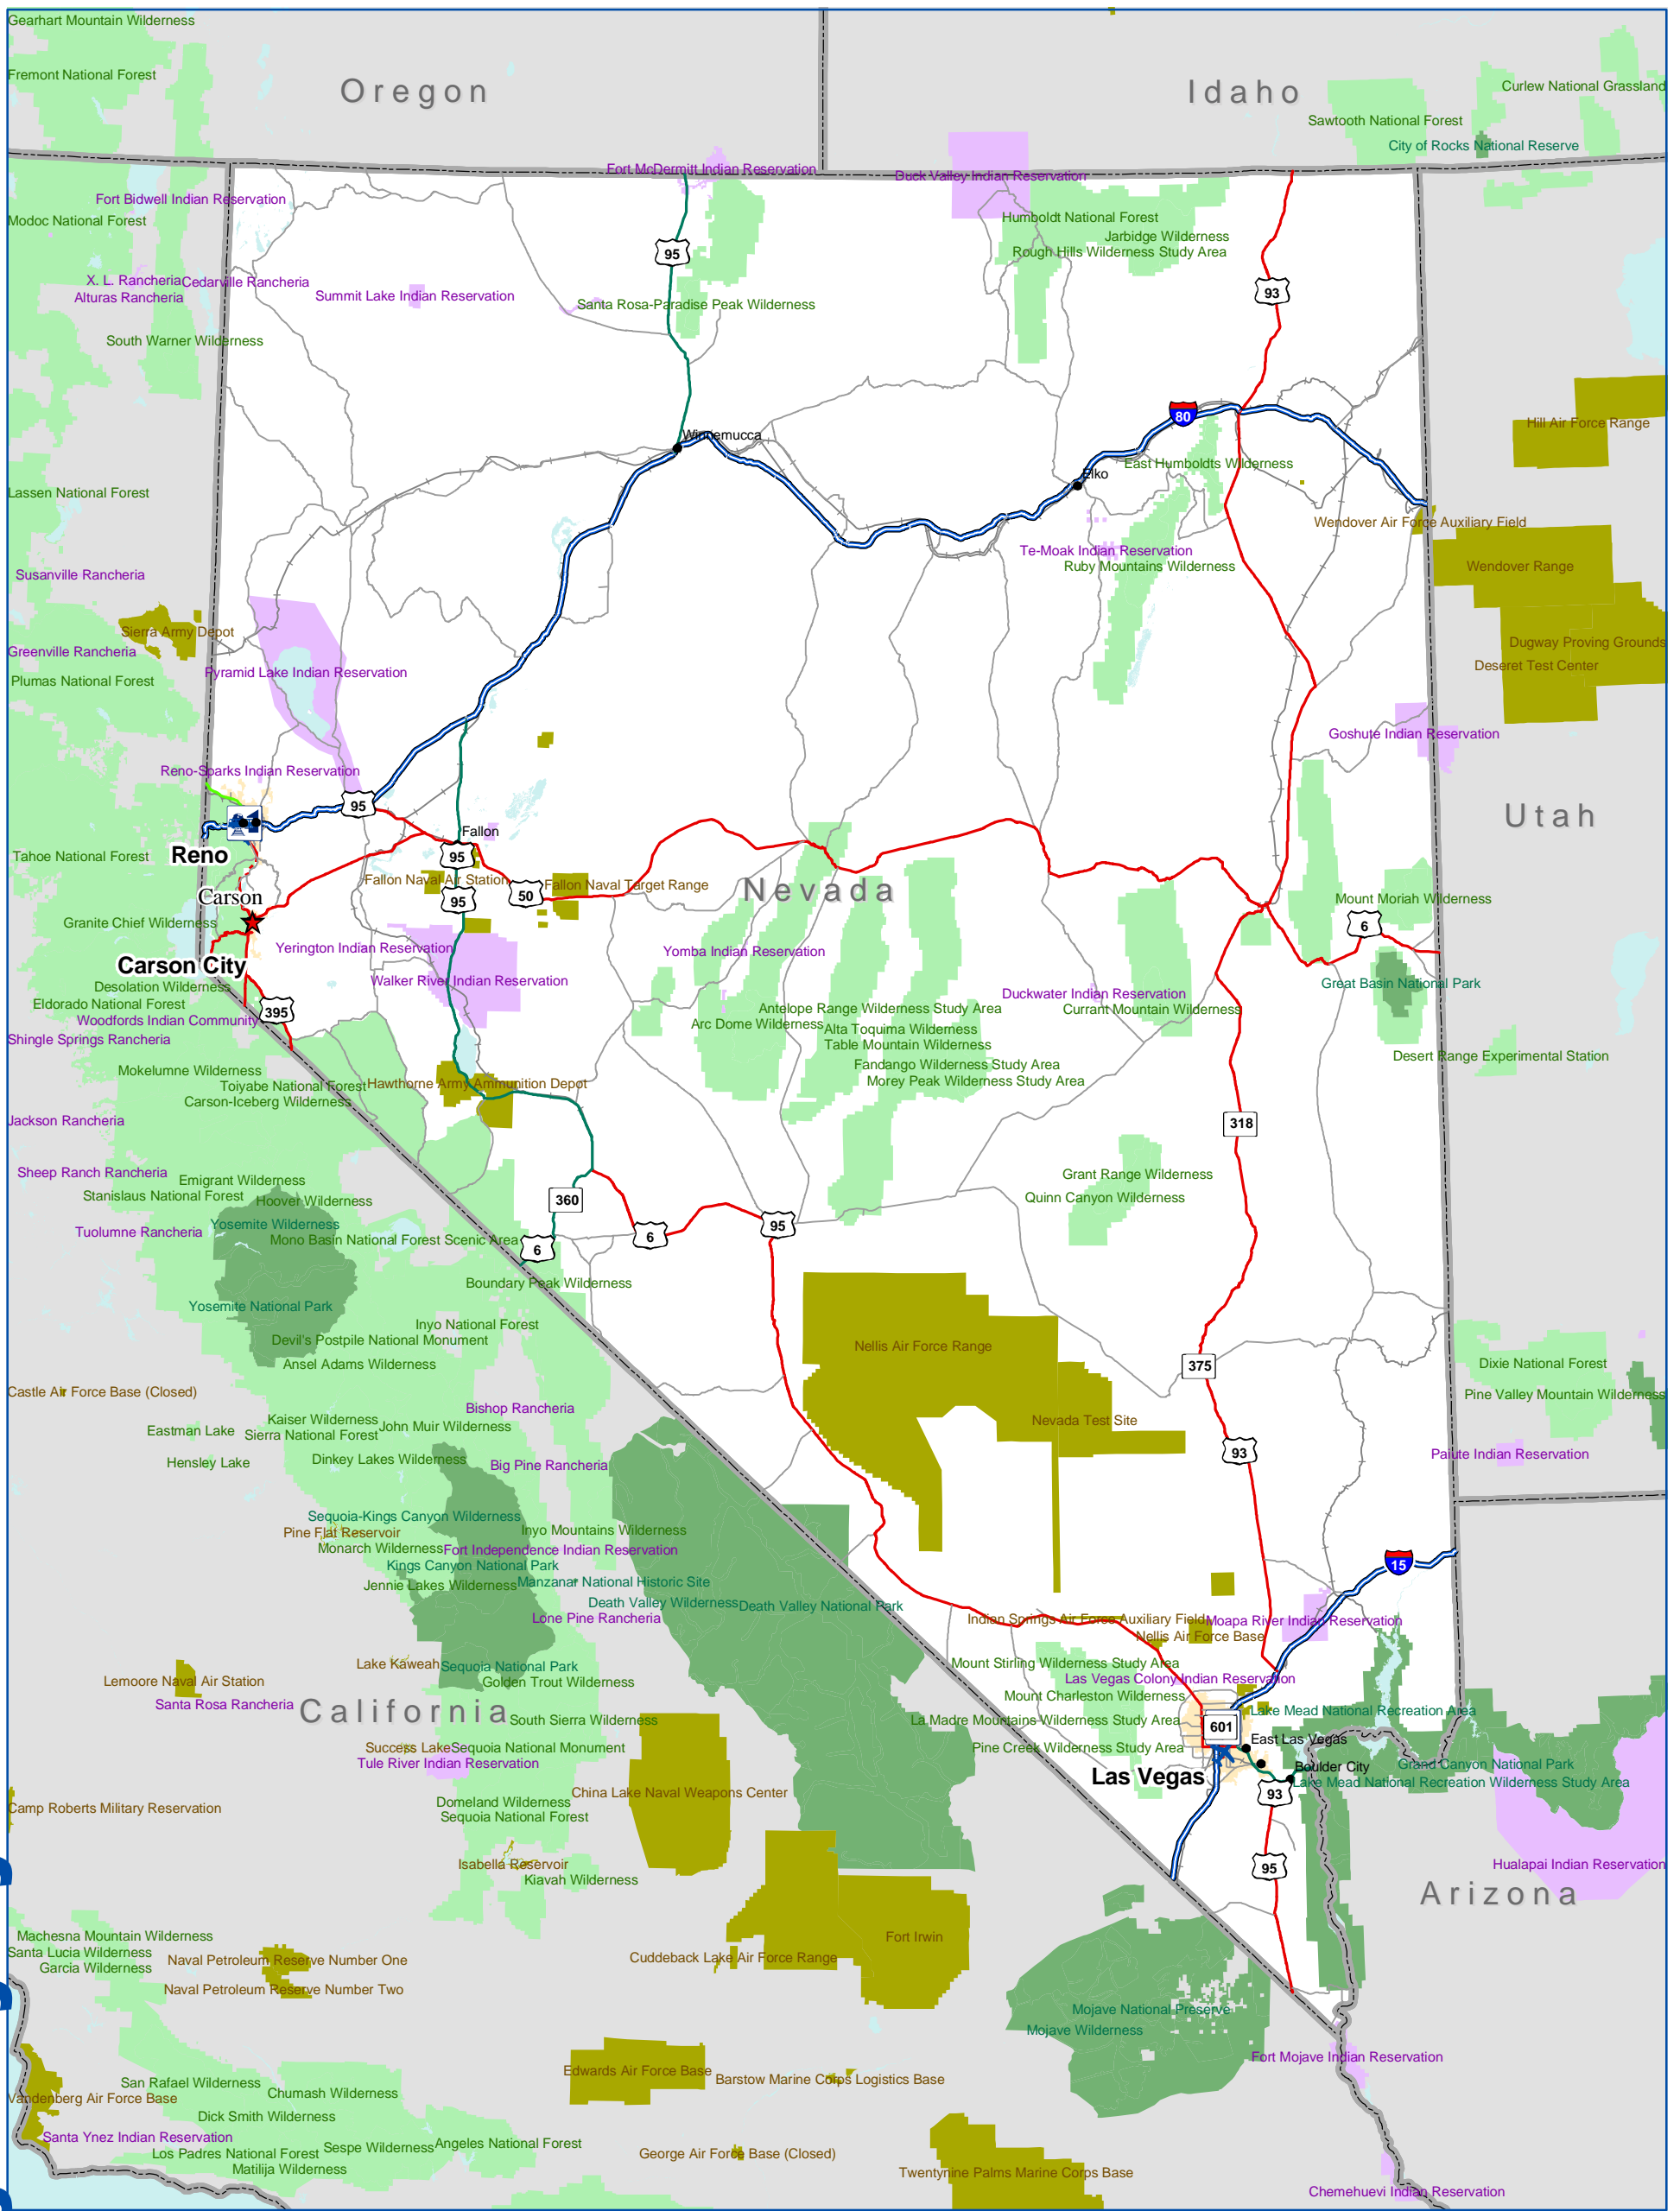 Gearhart Mountain Wilderness
Fremont National Forest
Oregon
Idaho
Curlew National Grassland
Sawtooth National Forest
City of Rocks National Reserve
Fort McDermitt Indian Reservation
Duck Valley Indian Reservation
Fort Bidwell Indian Reservation
Modoc National Forest
Humboldt National Forest
Jarbidge Wilderness
Rough Hills Wilderness Study Area
95
X. L. Rancheria
Cedarville Rancheria
Alturas Rancheria
Summit Lake Indian Reservation
Santa Rosa-Paradise Peak Wilderness
93
South Warner Wilderness
80
Hill Air Force Range
Winnemucca
East Humboldts Wilderness
Elko
Lassen National Forest
Wendover Air Force Auxiliary Field
Te-Moak Indian Reservation
Ruby Mountains Wilderness
Wendover Range
Susanville Rancheria
Sierra Army Depot
Greenville Rancheria
Dugway Proving Grounds
Deseret Test Center
Pyramid Lake Indian Reservation
Plumas National Forest
Goshute Indian Reservation
Reno-Sparks Indian Reservation
95
Utah
Fallon
Reno
Tahoe National Forest
95
Fallon Naval Air Station
Fallon Naval Target Range
Nevada
Carson
95
50
Mount Moriah Wilderness
Granite Chief Wilderness
6
Yerington Indian Reservation
Yomba Indian Reservation
Carson City
Walker River Indian Reservation
Great Basin National Park
Desolation Wilderness
Duckwater Indian Reservation
Eldorado National Forest
395
Antelope Range Wilderness Study Area
Currant Mountain Wilderness
Woodfords Indian Community
Arc Dome Wilderness
Alta Toquima Wilderness
Shingle Springs Rancheria
Table Mountain Wilderness
Desert Range Experimental Station
Mokelumne Wilderness
Fandango Wilderness Study Area
Toiyabe National Forest
Hawthorne Army Ammunition Depot
Morey Peak Wilderness Study Area
Carson-Iceberg Wilderness
Jackson Rancheria
318
Sheep Ranch Rancheria
Emigrant Wilderness
Grant Range Wilderness
Stanislaus National Forest
Hoover Wilderness
360
Quinn Canyon Wilderness
Yosemite Wilderness
Tuolumne Rancheria
Mono Basin National Forest Scenic Area
6
6
95
Boundary Peak Wilderness
Yosemite National Park
Inyo National Forest
Devil's Postpile National Monument
Nellis Air Force Range
Ansel Adams Wilderness
375
Dixie National Forest
Castle Air Force Base (Closed)
Pine Valley Mountain Wilderness
Bishop Rancheria
Kaiser Wilderness
John Muir Wilderness
Nevada Test Site
Eastman Lake
Sierra National Forest
93
Paiute Indian Reservation
Hensley Lake
Dinkey Lakes Wilderness
Big Pine Rancheria
Sequoia-Kings Canyon Wilderness
Pine Flat Reservoir
Inyo Mountains Wilderness
Monarch Wilderness
Fort Independence Indian Reservation
Kings Canyon National Park
15
Jennie Lakes Wilderness
Manzanar National Historic Site
Death Valley Wilderness
Death Valley National Park
Lone Pine Rancheria
Indian Springs Air Force Auxiliary Field
Moapa River Indian Reservation
Nellis Air Force Base
Lake Kaweah
Sequoia National Park
Mount Stirling Wilderness Study Area
Lemoore Naval Air Station
Golden Trout Wilderness
Las Vegas Colony Indian Reservation
Santa Rosa Rancheria
Mount Charleston Wilderness
California
South Sierra Wilderness
La Madre Mountains Wilderness Study Area
Lake Mead National Recreation Area
601
Success Lake
Sequoia National Monument
Pine Creek Wilderness Study Area
East Las Vegas
Tule River Indian Reservation
Las Vegas
Boulder City
Grand Canyon National Park
Lake Mead National Recreation Wilderness Study Area
China Lake Naval Weapons Center
93
Domeland Wilderness
Camp Roberts Military Reservation
Sequoia National Forest
Isabella Reservoir
95
Hualapai Indian Reservation
Kiavah Wilderness
Arizona
Machesna Mountain Wilderness
Santa Lucia Wilderness
Fort Irwin
Garcia Wilderness
Naval Petroleum Reserve Number One
Cuddeback Lake Air Force Range
Naval Petroleum Reserve Number Two
Mojave National Preserve
Mojave Wilderness
Fort Mojave Indian Reservation
Edwards Air Force Base
Barstow Marine Corps Logistics Base
San Rafael Wilderness
Chumash Wilderness
Vandenberg Air Force Base
Dick Smith Wilderness
Santa Ynez Indian Reservation
Los Padres National Forest
Sespe Wilderness
Angeles National Forest
George Air Force Base (Closed)
Matilija Wilderness
Twentynine Palms Marine Corps Base
Chemehuevi Indian Reservation